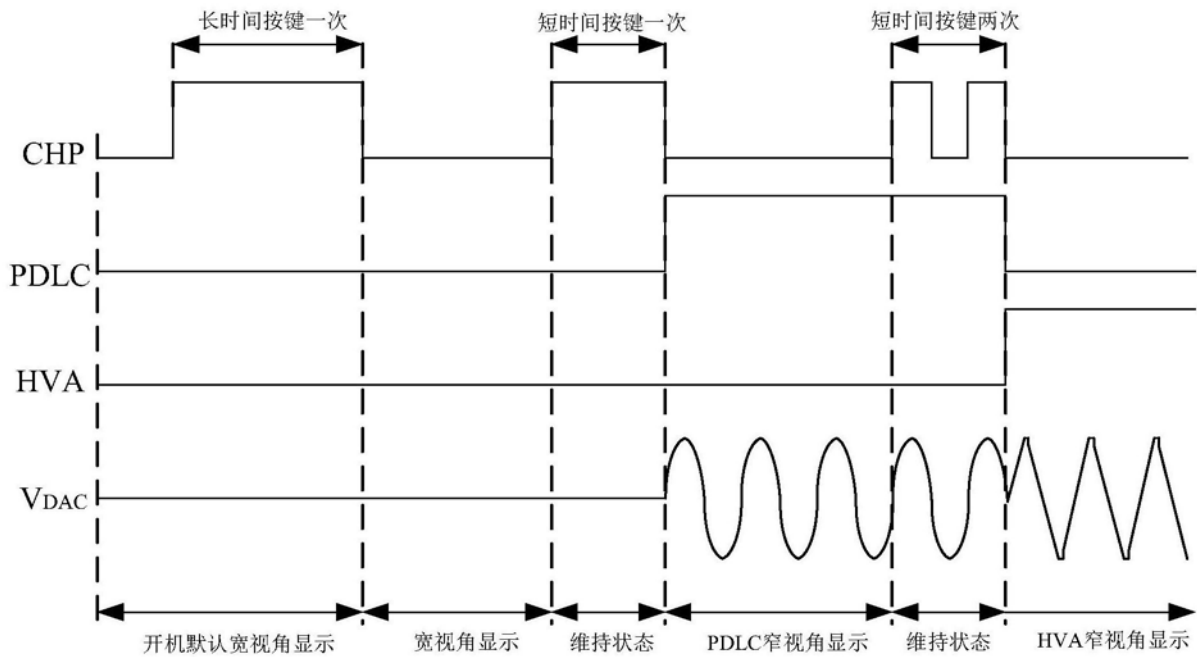 长时间按键一次
短时间按键一次
短时间按键两次
CHP
PDLC
HVA
VDAC
开机默认宽视角显示
宽视角显示
维持状态
PDLC窄视角显示
维持状态
HVA窄视角显示